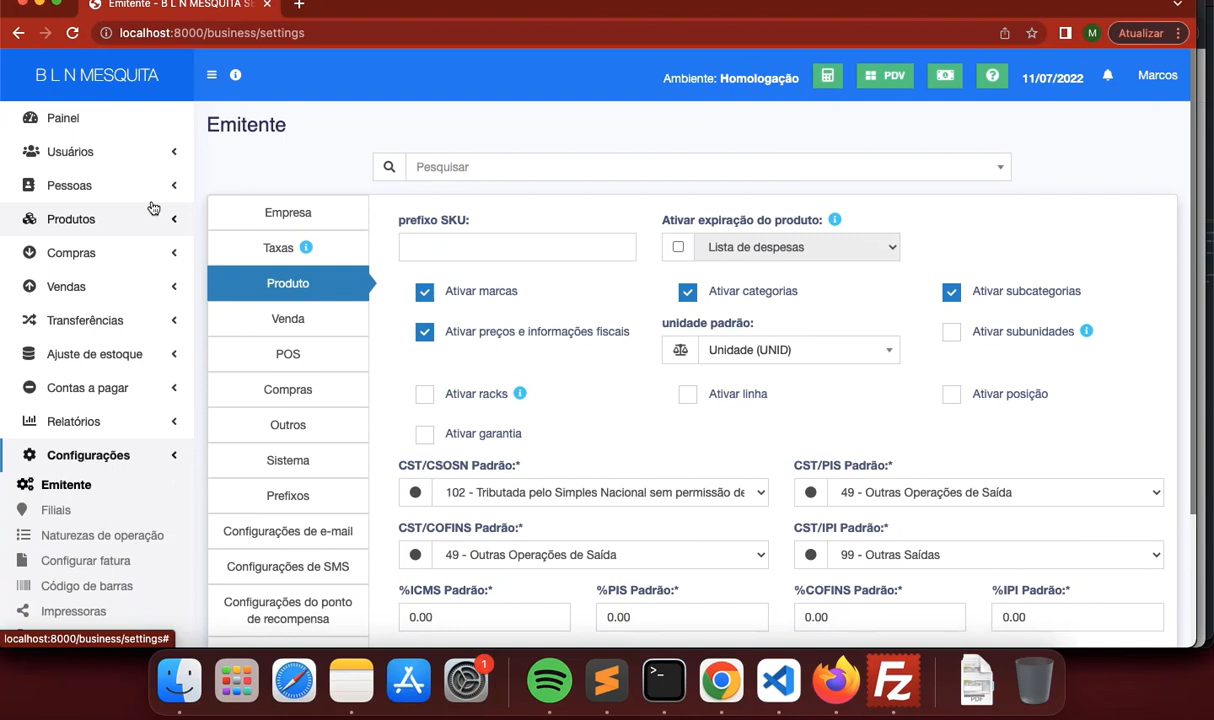 Emitente - B L N MESQUITA SE
localhost:8000/business/settings
M
Atualizar
B L N MESQUITA
Ambiente: Homologação
PDV
11/07/2022
Marcos
Painel
Usuários
Pessoas
Produtos
Compras
Vendas
Transferências
Ajuste de estoque
Contas a pagar
Relatórios
Configurações
Emitente
Filiais
Naturezas de operação
Configurar fatura
Código de barras
Impressoras
localhost:8000/business/settings#
Emitente
Pesquisar
Empresa
Taxas
Produto
Venda
POS
Compras
Outros
Sistema
Prefixos
Configurações de e-mail
Configurações de SMS
Configurações do ponto
de recompensa
prefixo SKU:
Ativar expiração do produto:
Lista de despesas
Ativar marcas
Ativar categorias
Ativar subcategorias
Ativar preços e informações fiscais
unidade padrão:
Unidade (UNID)
Ativar subunidades
Ativar racks
Ativar linha
Ativar posição
Ativar garantia
CST/CSOSN Padrão:*
CST/PIS Padrão:*
102 - Tributada pelo Simples Nacional sem permissão de
49 - Outras Operações de Saída
CST/COFINS Padrão:*
CST/IPI Padrão:*
49 - Outras Operações de Saída
99 - Outras Saídas
%ICMS Padrão:*
%PIS Padrão:*
%COFINS Padrão:*
%IPI Padrão:*
0.00
0.00
0.00
0.00
1